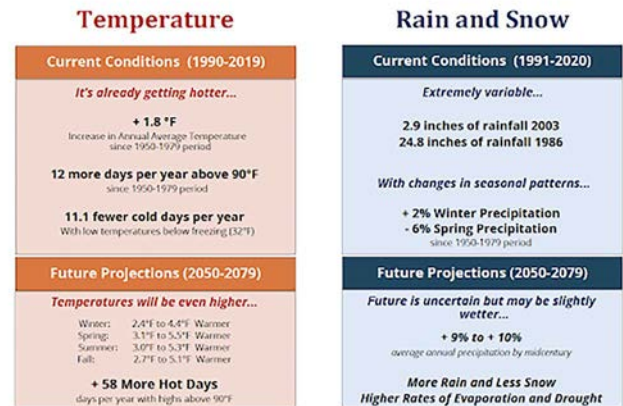 Temperature
Current Conditions (1990-2019)
It's already getting hotter...
+ 1.8 °F
Increase in Annual Average Temperature
since 1950-1979 period
12 more days per year above 90°F
since 1950-1979 period
11.1 fewer cold days per year
With low temperatures below freezing (32°F)
Future Projections (2050-2079)
Temperatures will be even higher...
Winter: 2.4°F to 4.4°F Warmer
Spring: 3.1°F to 5.5°F Warmer
Summer: 3.0°F to 5.3°F Warmer
Fall: 2.7°F to 5.1°F Warmer
+ 58 More Hot Days
days per year with highs above 90°F
Rain and Snow
Current Conditions (1991-2020)
Extremely variable...
2.9 inches of rainfall 2003
24.8 inches of rainfall 1986
With changes in seasonal patterns...
+ 2% Winter Precipitation
- 6% Spring Precipitation
since 1950-1979 period
Future Projections (2050-2079)
Future is uncertain but may be slightly
wetter...
+ 9% to + 10%
average annual precipitation by midcentury
More Rain and Less Snow
Higher Rates of Evaporation and Drought